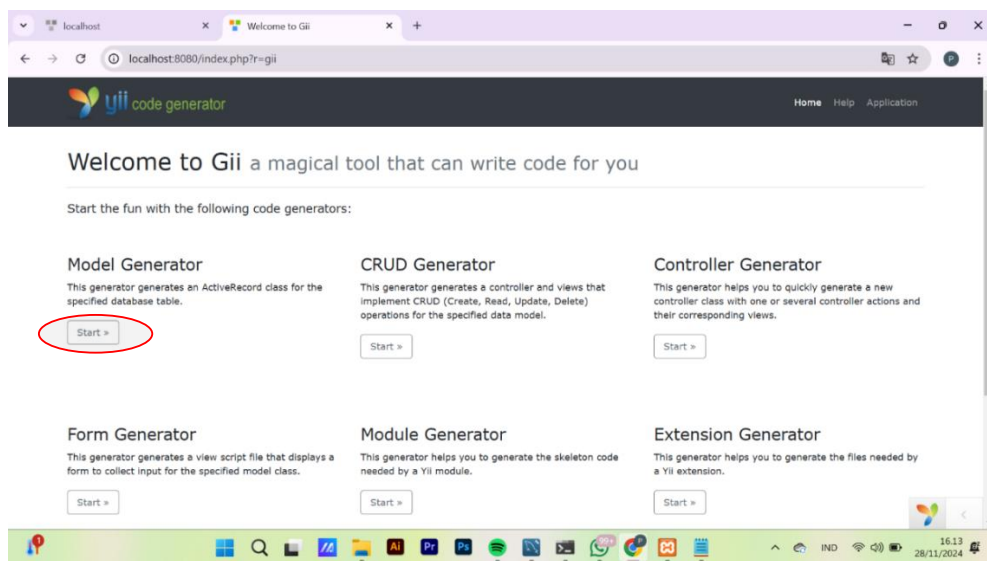 localhost
Welcome to Gii
localhost:8080/index.php?r=gii
P
yii code generator
Home Help Application
Welcome to Gii a magical tool that can write code for you
Start the fun with the following code generators:
Model Generator
This generator generates an ActiveRecord class for the
specified database table.
Start »
CRUD Generator
This generator generates a controller and views that
implement CRUD (Create, Read, Update, Delete)
operations for the specified data model.
Start »
Controller Generator
This generator helps you to quickly generate a new
controller class with one or several controller actions and
their corresponding views.
Start »
Form Generator
This generator generates a view script file that displays a
form to collect input for the specified model class.
Start »
Module Generator
This generator helps you to generate the skeleton code
needed by a Yii module.
Start »
Extension Generator
This generator helps you to generate the files needed by
a Yii extension.
Start »
1
Ai
Pr
Ps
99+
IND
16.13
28/11/2024